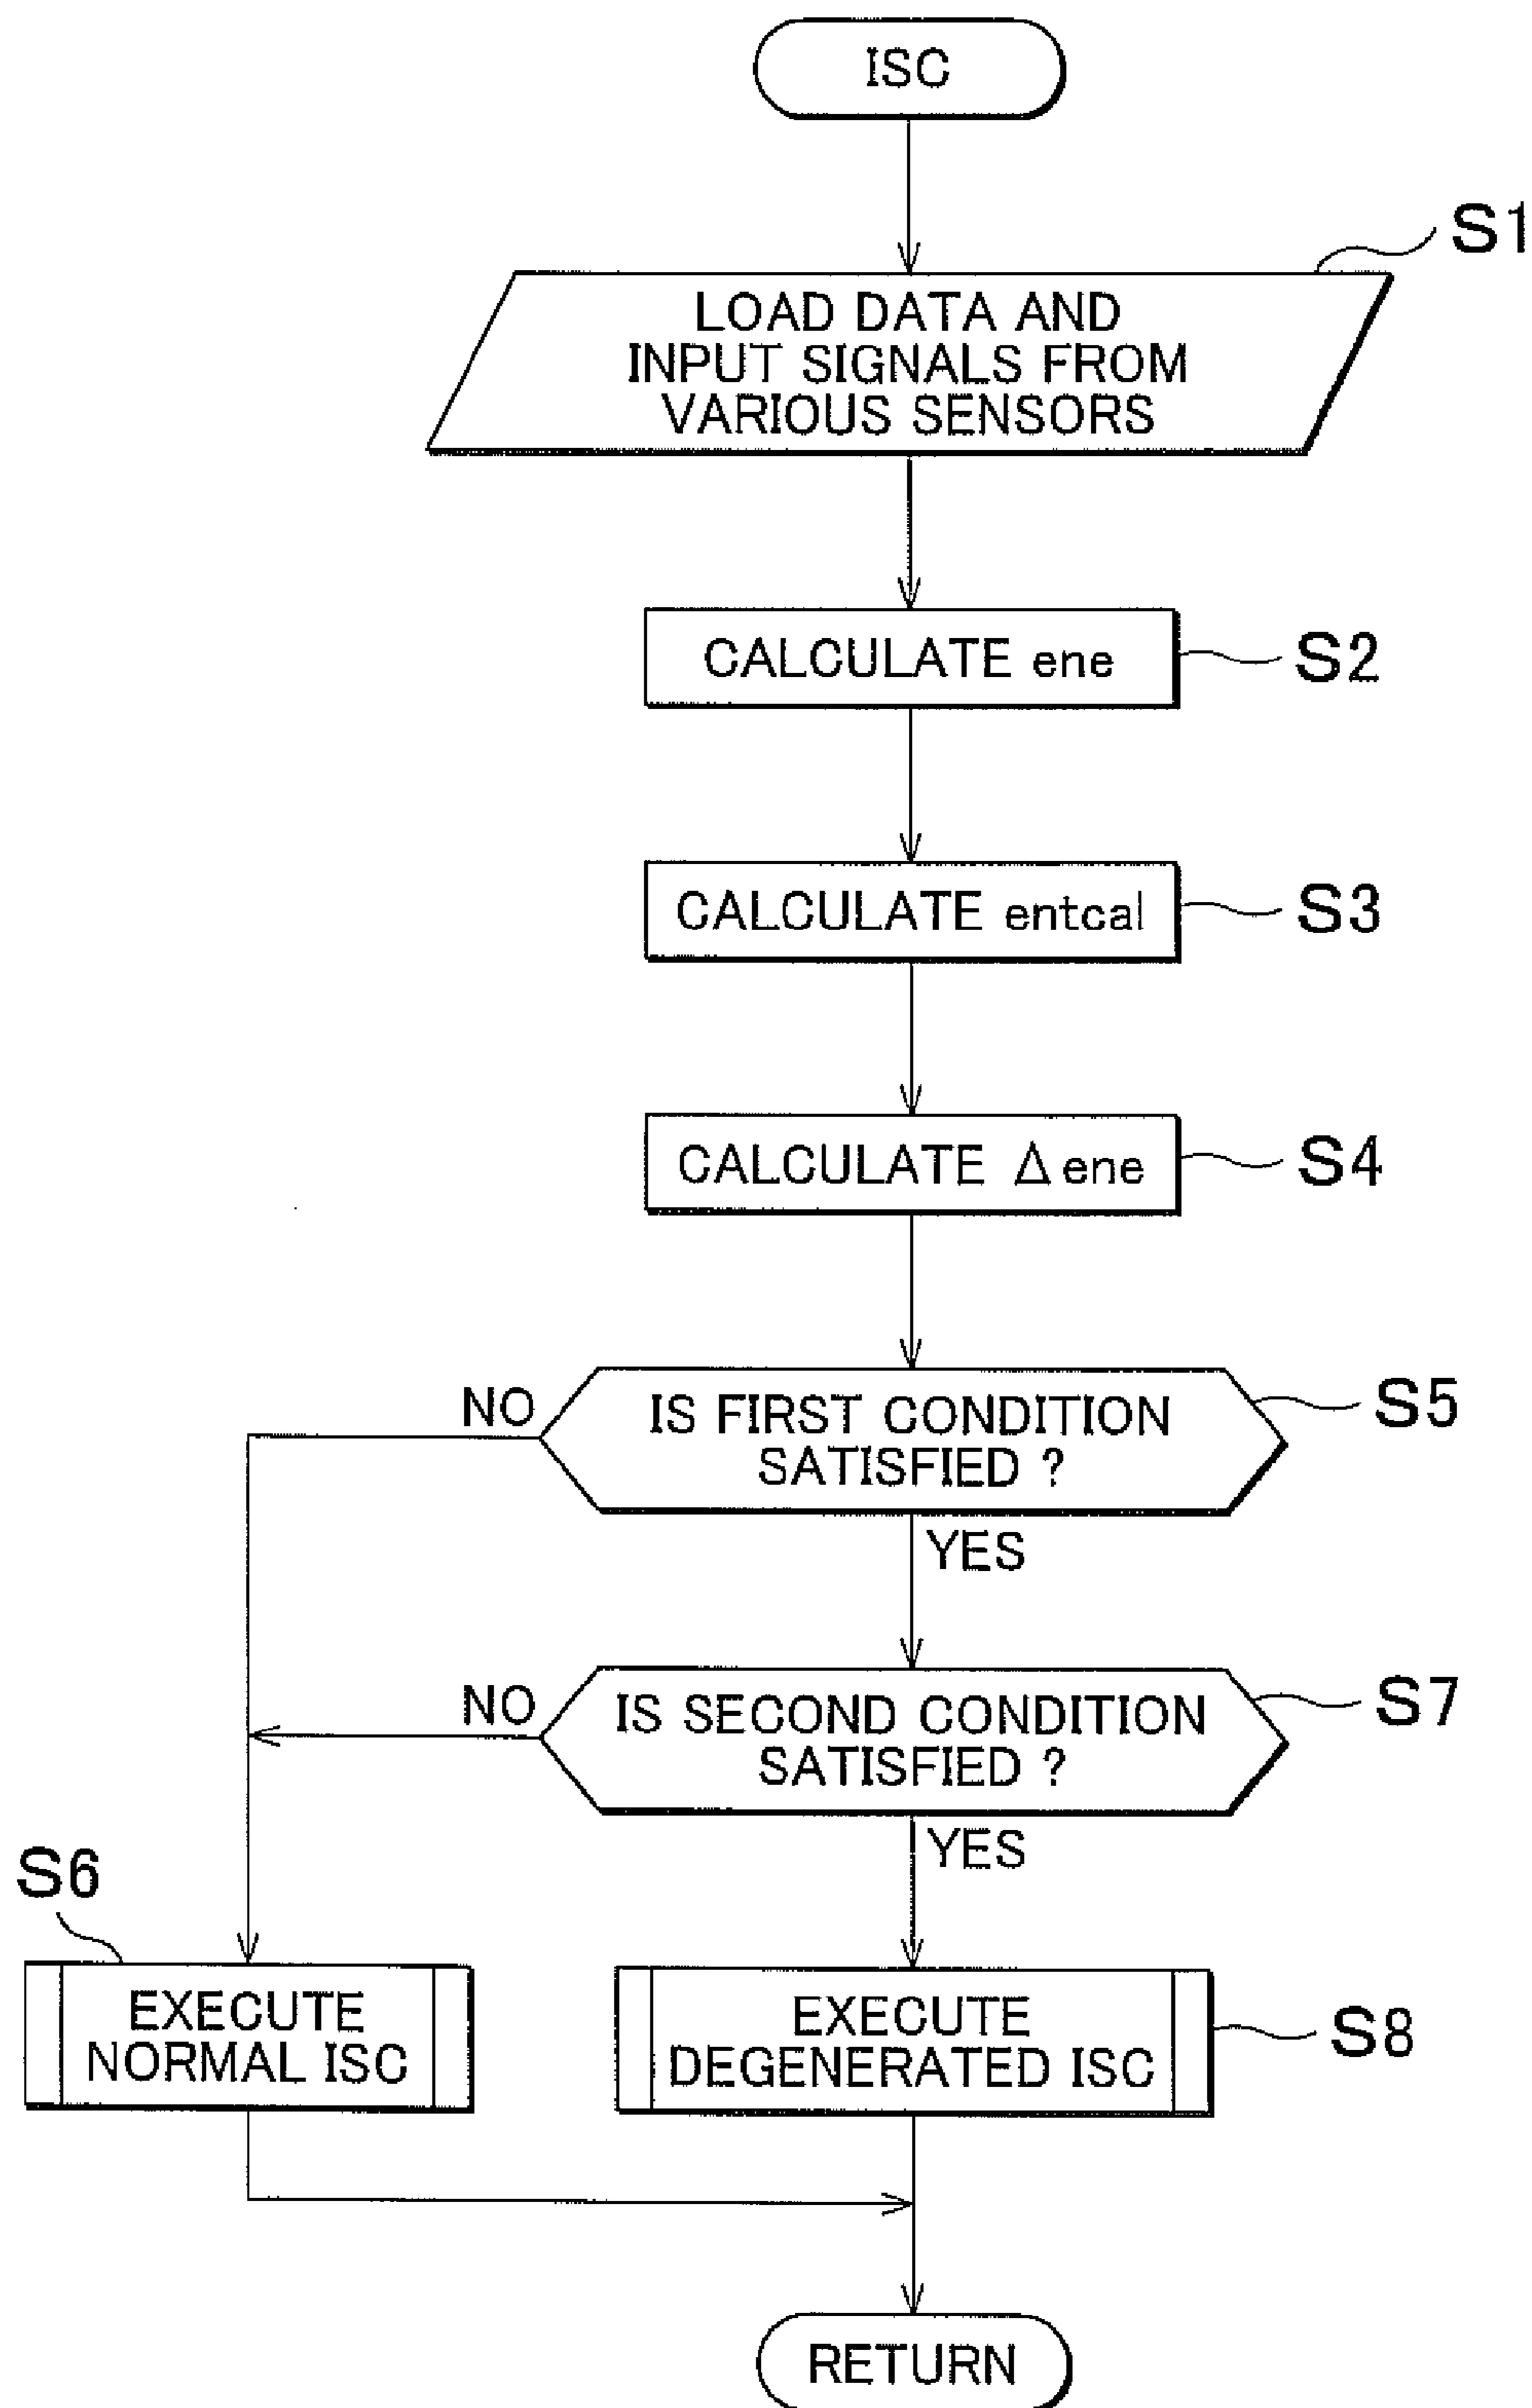 ISC
S1
LOAD DATA AND
INPUT SIGNALS FROM
VARIOUS SENSORS
CALCULATE ene
S2
CALCULATE entcal
S3
CALCULATE Δene
S4
NO
IS FIRST CONDITION
SATISFIED ?
S5
YES
NO
IS SECOND CONDITION
SATISFIED ?
S7
YES
S6
EXECUTE
NORMAL ISC
EXECUTE
DEGENERATED ISC
S8
RETURN